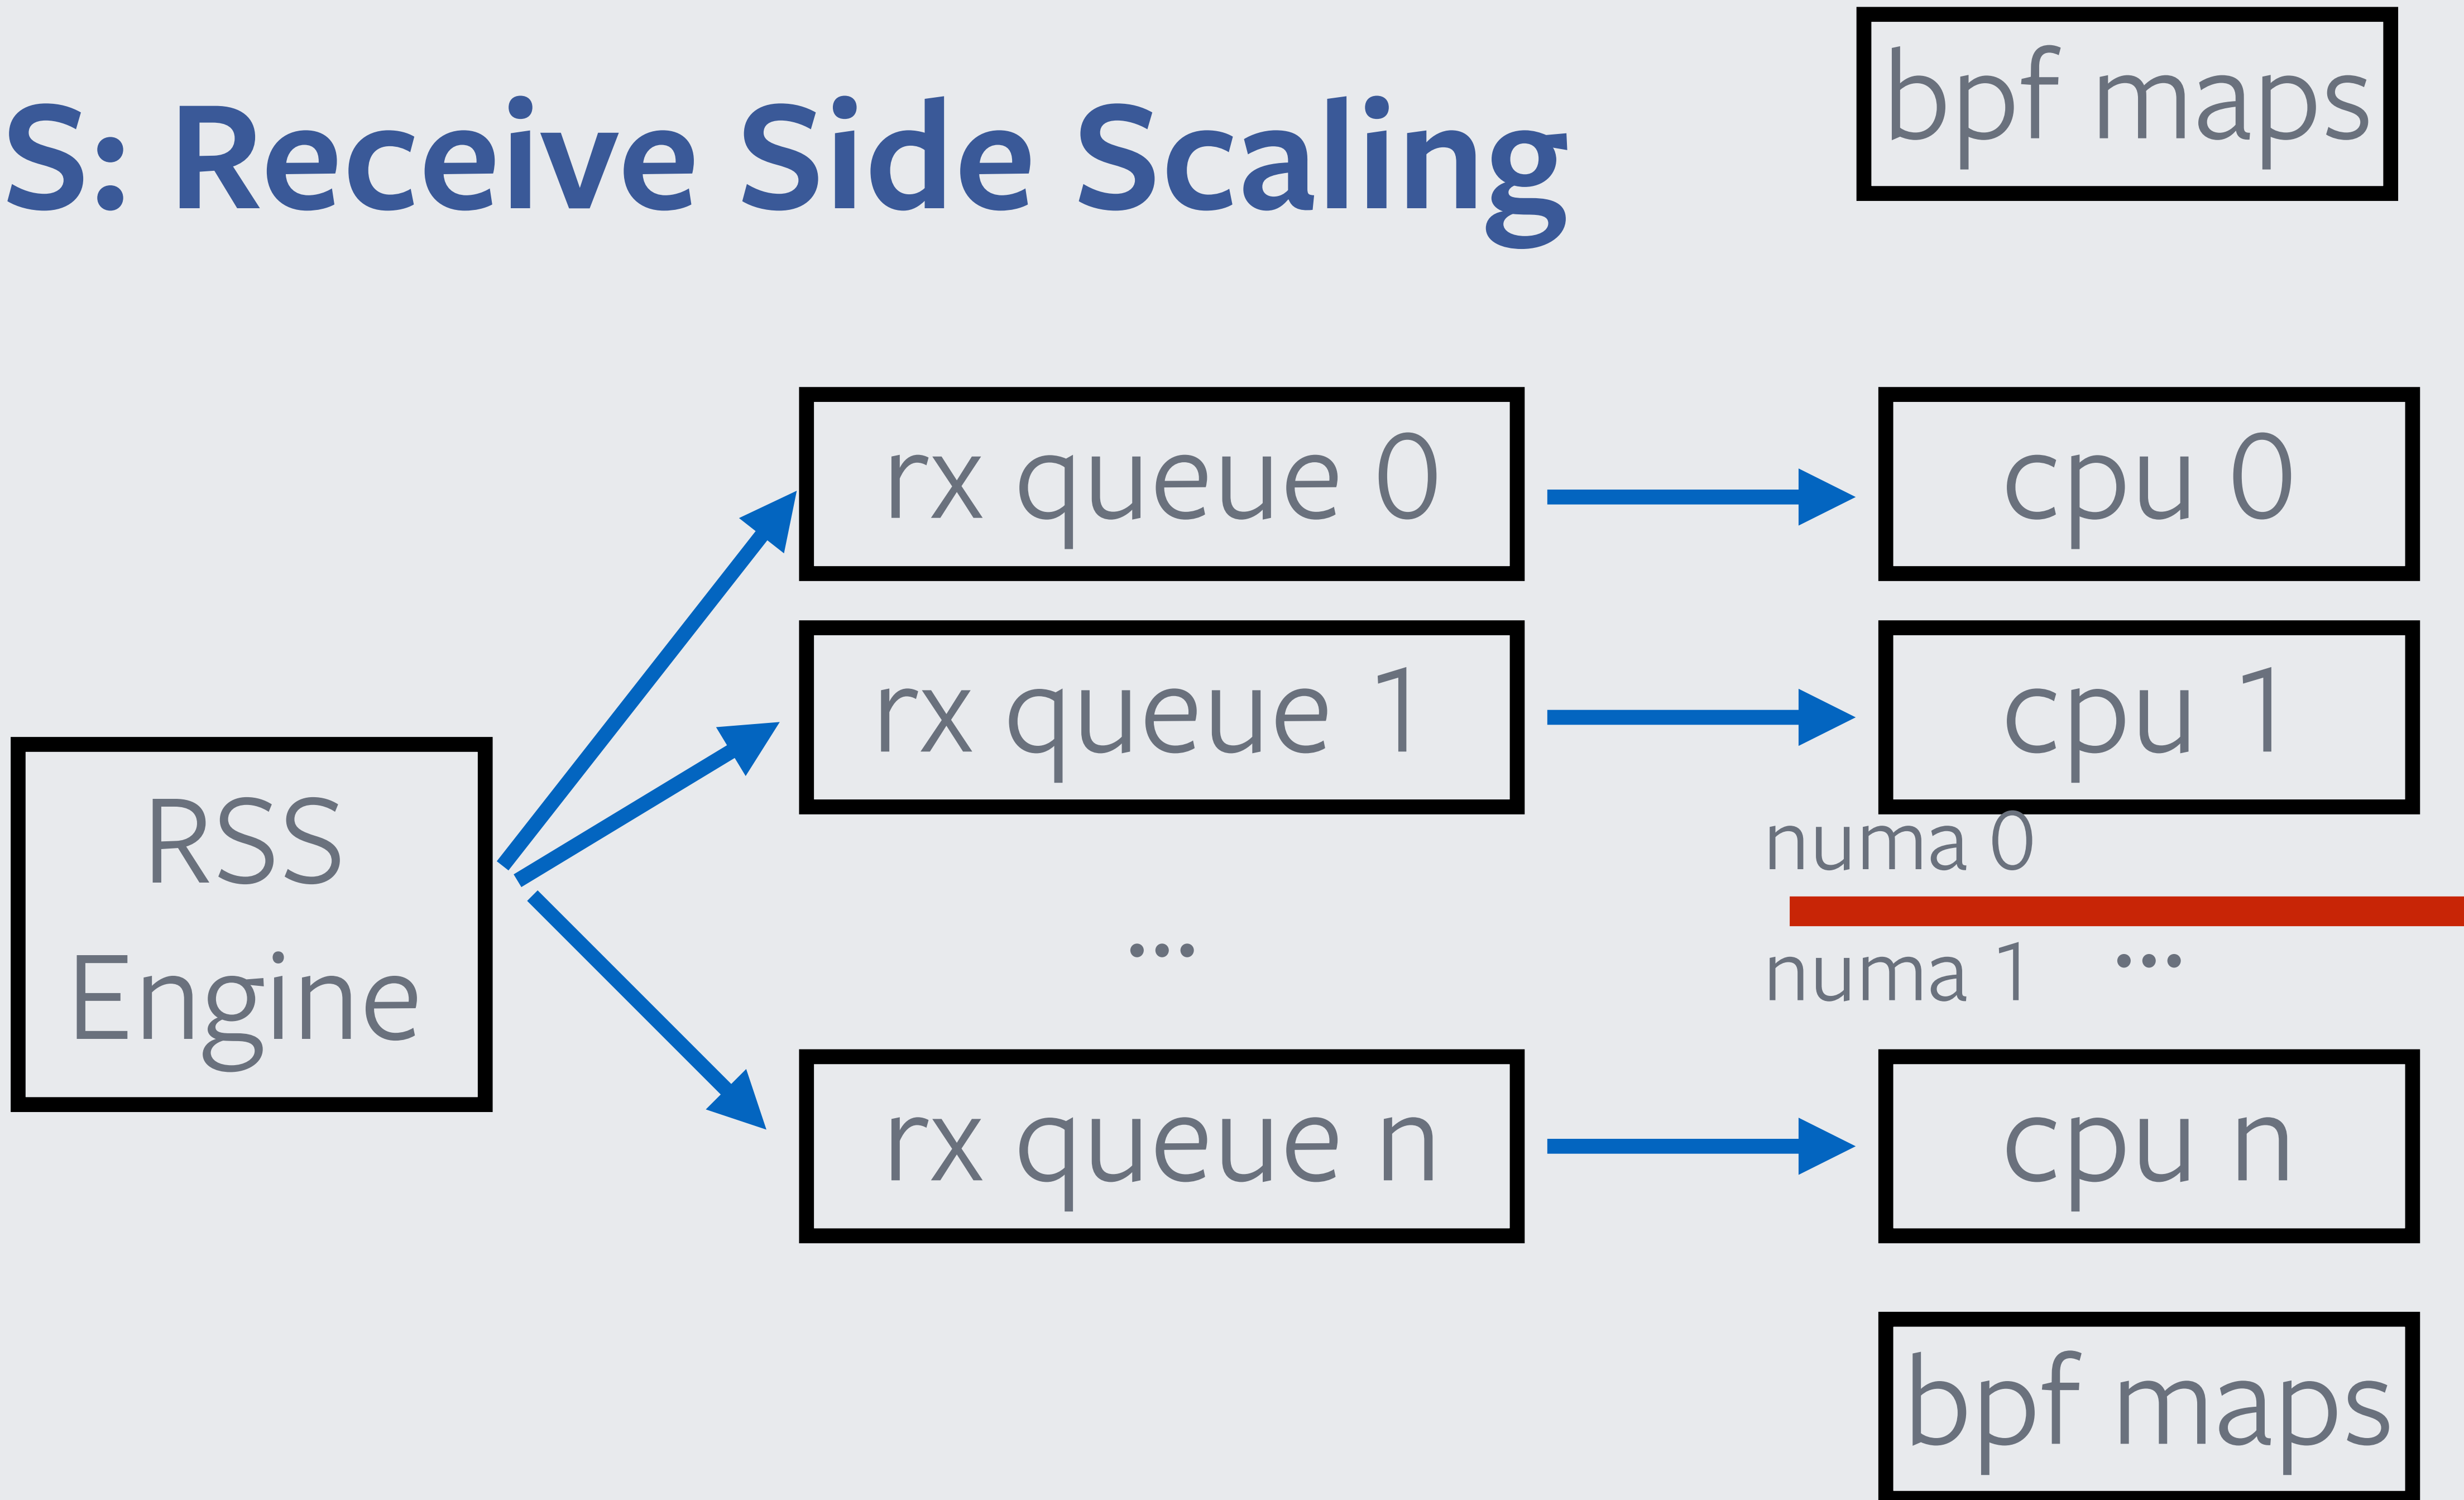 S: Receive Side Scaling
bpf maps
rx queue 0
cpu 0
rx queue 1
cpu 1
RSS
Engine
numa 0
...
numa 1
...
rx queue n
cpu n
bpf maps